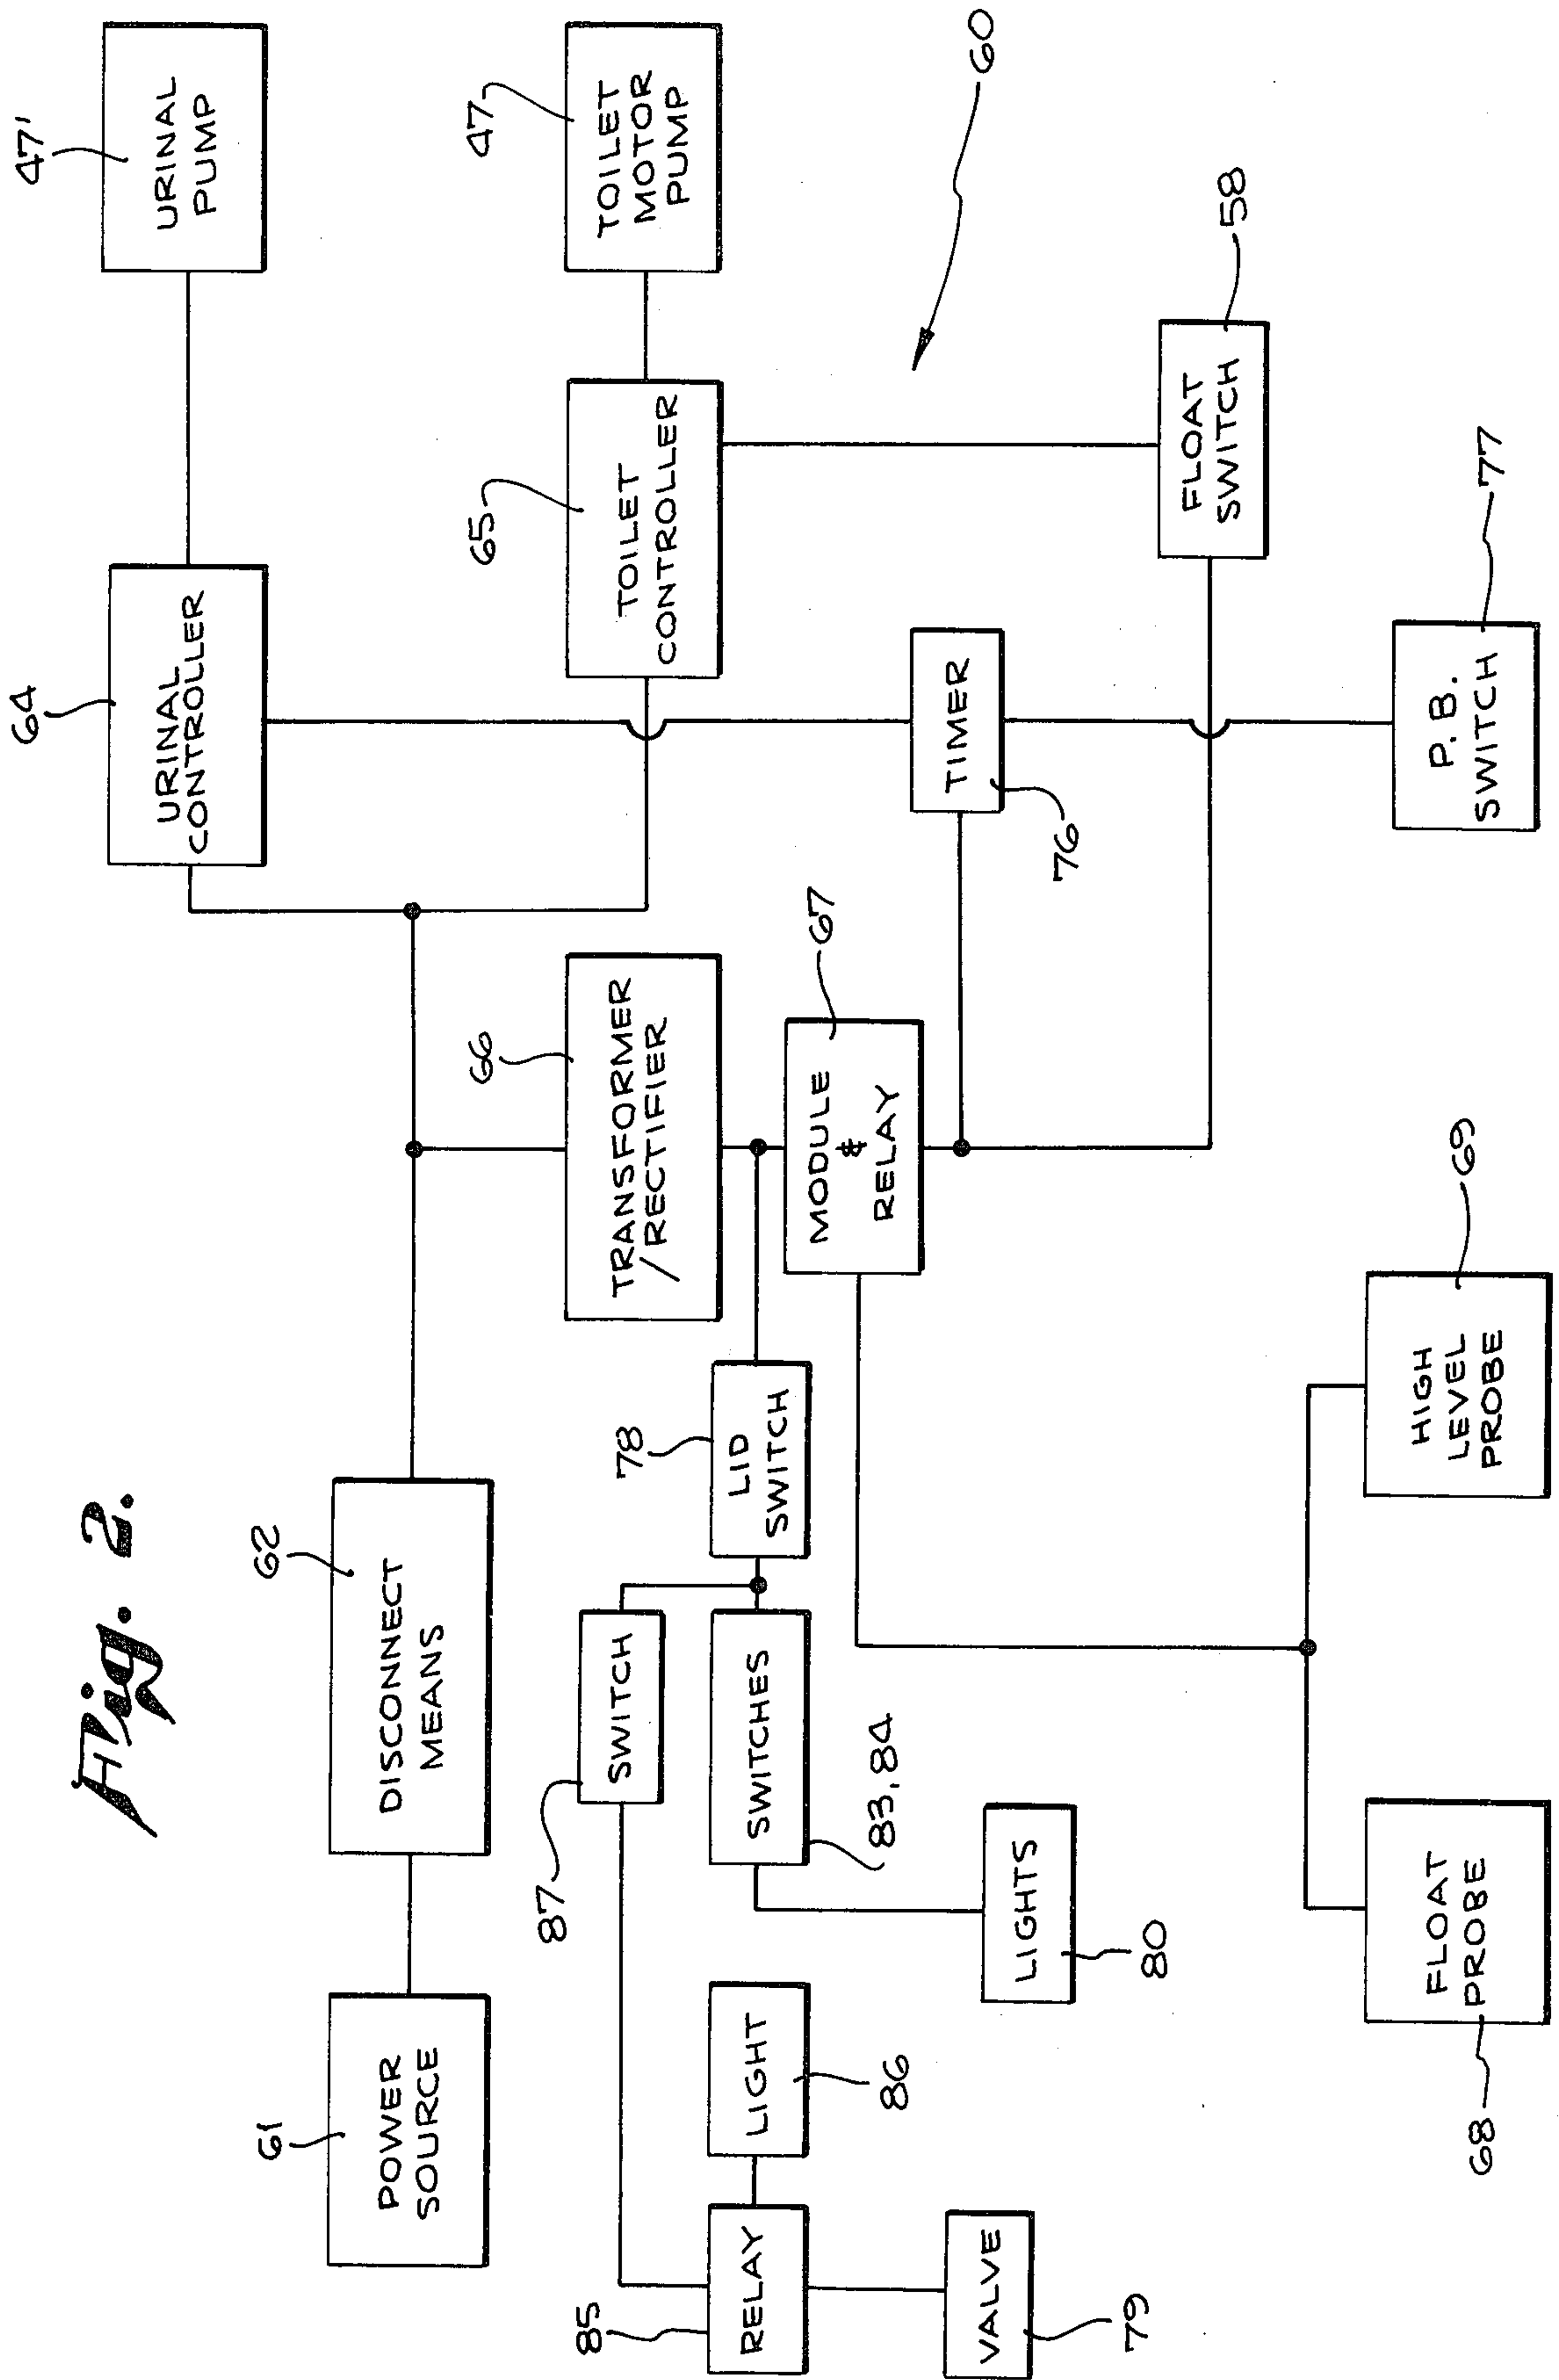 Fig. 2.
61
POWER
SOURCE
62
DISCONNECT
MEANS
64
URINAL
CONTROLLER
47'
URINAL
PUMP
66
TRANSFORMER
/RECTIFIER
65
TOILET
CONTROLLER
47
TOILET
MOTOR
PUMP
87
SWITCH
78
LID
SWITCH
85
RELAY
LIGHT
86
SWITCHES
83,84
MODULE
&
RELAY
67
TIMER
76
60
VALVE
79
LIGHTS
80
FLOAT
SWITCH
58
68
FLOAT
PROBE
HIGH
LEVEL
PROBE
69
P.B.
SWITCH
77